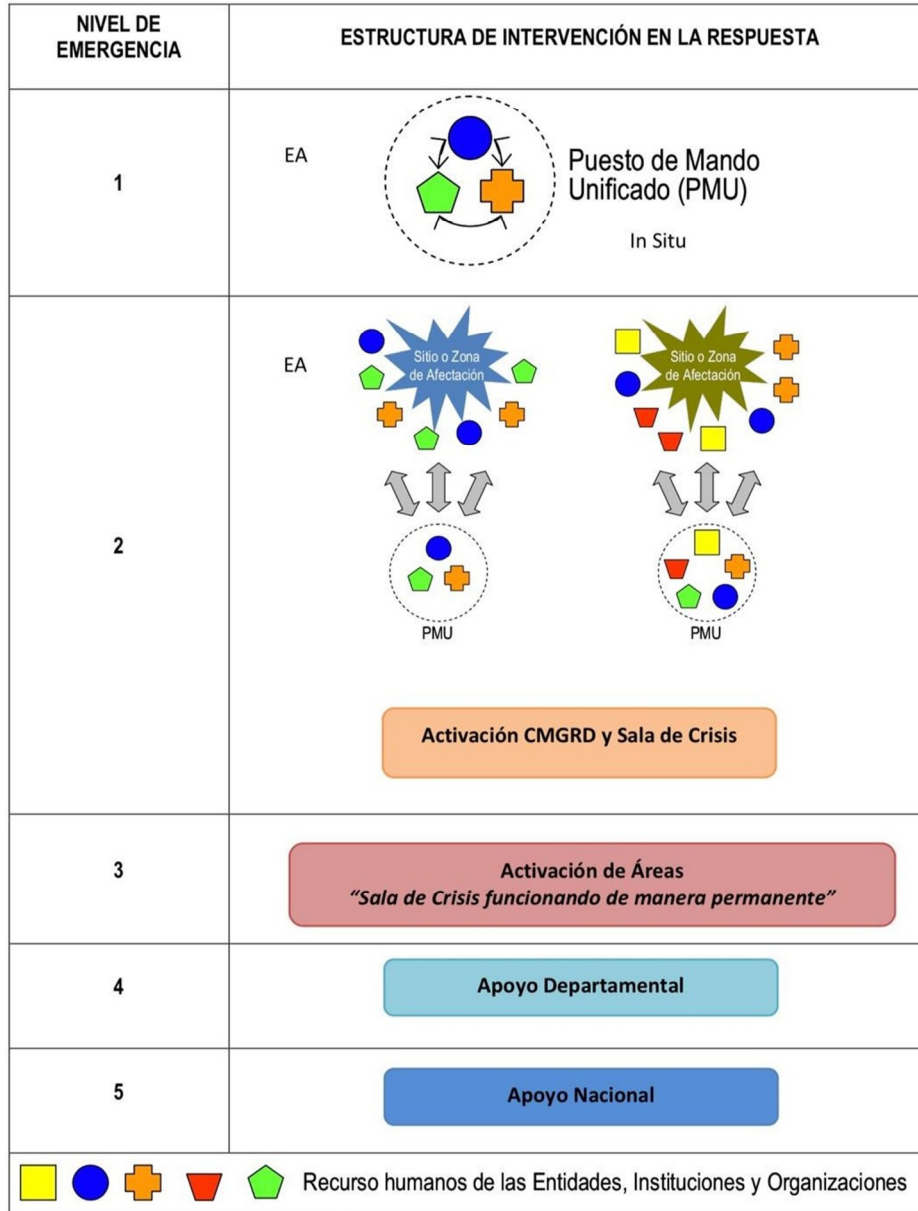 NIVEL DE
EMERGENCIA
ESTRUCTURA DE INTERVENCIÓN EN LA RESPUESTA
1
EA
Puesto de Mando
Unificado (PMU)
In Situ
2
EA
Sitio o Zona
de Afectación
Sitio o Zona
de Afectación
PMU
PMU
Activación CMGRD y Sala de Crisis
3
Activación de Áreas
“Sala de Crisis funcionando de manera permanente”
4
Apoyo Departamental
5
Apoyo Nacional
Recurso humanos de las Entidades, Instituciones y Organizaciones